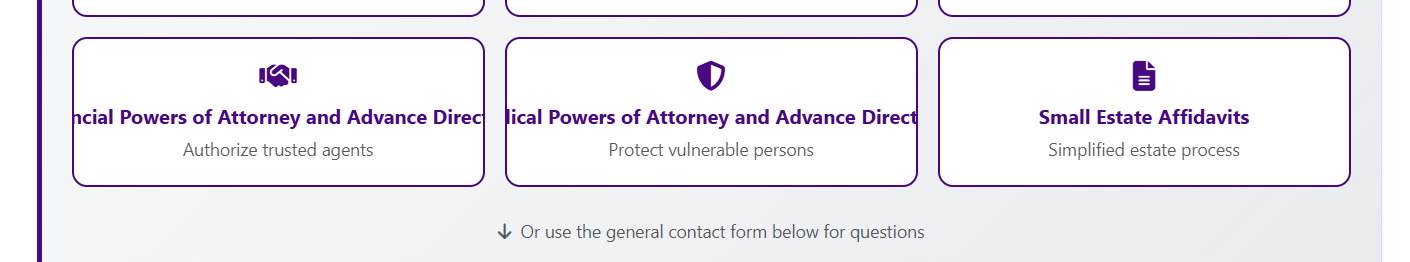 ncial Powers of Attorney and Advance Direct
Authorize trusted agents
lical Powers of Attorney and Advance Direct
Protect vulnerable persons
Small Estate Affidavits
Simplified estate process
Or use the general contact form below for questions